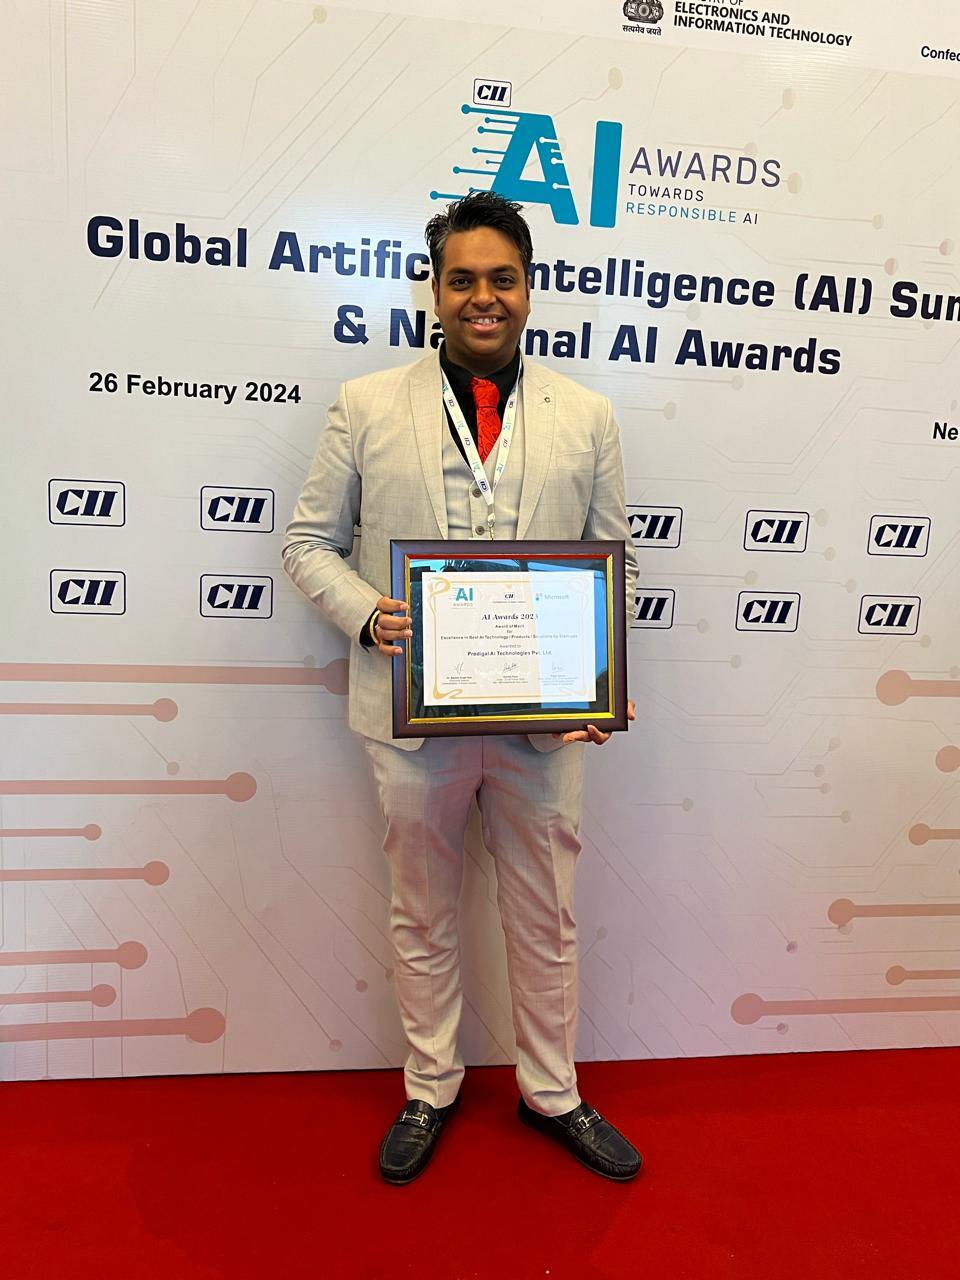 ELECTRONICS AND
INFORMATION TECHNOLOGY
सत्यमेव जयते
CII
AI AWARDS
TOWARDS
RESPONSIBLE AI
Global Artific ntelligence (AI) Sum
& Na nal AI Awards
26 February 2024
Ne
CII CII CII CII CII
CII CII CII CII CII
AI
AWARDS
CII
Microsoft
AI Awards 2023
Award of Merit
for
Excellence in Best AI Technology / Products / Solutions by Start-ups
Awarded to
Prodigal Ai Technologies Pvt. Ltd.